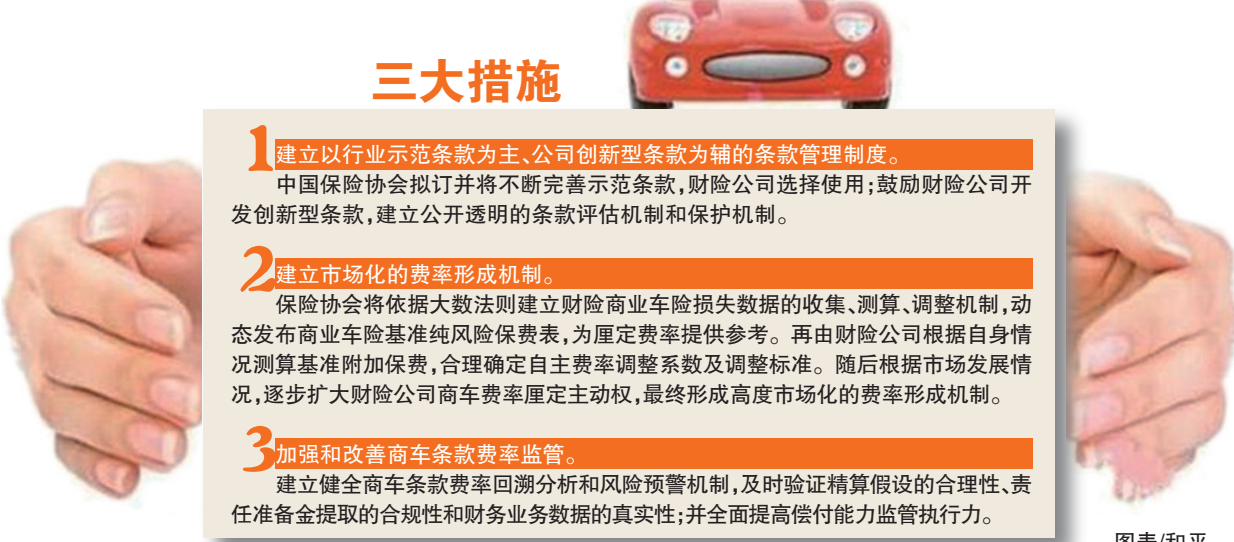 三大措施
1 建立以行业示范条款为主、公司创新型条款为辅的条款管理制度。
中国保险协会拟订并将不断完善示范条款,财险公司选择使用;鼓励财险公司开
发创新型条款,建立公开透明的条款评估机制和保护机制。
2 建立市场化的费率形成机制。
保险协会将依据大数法则建立财险商业车险损失数据的收集、测算、调整机制,动
态发布商业车险基准纯风险保费表,为厘定费率提供参考。再由财险公司根据自身情
况测算基准附加保费,合理确定自主费率调整系数及调整标准。随后根据市场发展情
况,逐步扩大财险公司商车费率厘定主动权,最终形成高度市场化的费率形成机制。
3 加强和改善商车条款费率监管。
建立健全商车条款费率回溯分析和风险预警机制,及时验证精算假设的合理性、责
任准备金提取的合规性和财务业务数据的真实性;并全面提高偿付能力监管执行力。
图表/和平